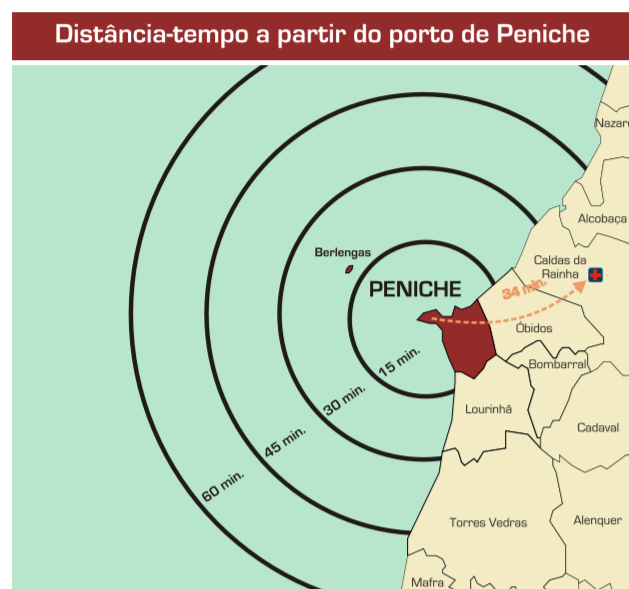 Distância-tempo a partir do porto de Peniche
Nazaré
Alcobaça
Berlengas
Caldas da
Rainha
PENICHE
34 min.
Óbidos
15 min.
Bombarral
30 min.
Lourinhã
Cadaval
45 min.
60 min.
Torres Vedras
Alenquer
Mafra